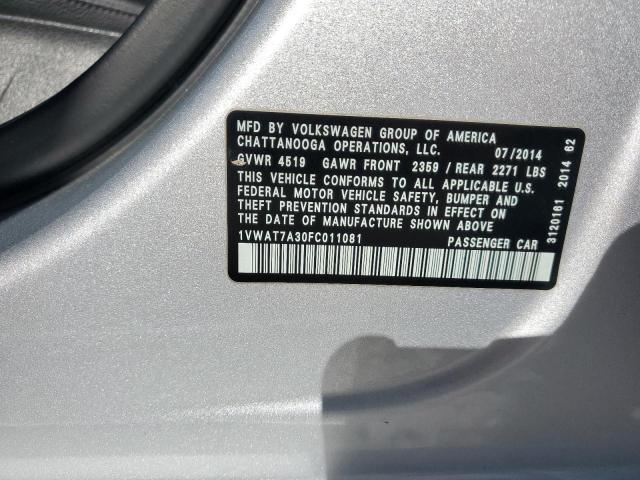 MFD BY VOLKSWAGEN GROUP OF AMERICA
CHATTANOOGA OPERATIONS, LLC. 07/2014
GVWR 4519 GAWR FRONT 2359 / REAR 2271 LBS
THIS VEHICLE CONFORMS TO ALL APPLICABLE U.S.
FEDERAL MOTOR VEHICLE SAFETY, BUMPER AND
THEFT PREVENTION STANDARDS IN EFFECT ON
THE DATE OF MANUFACTURE SHOWN ABOVE
1VWAT7A30FC011081 PASSENGER CAR
3120181 2014 62